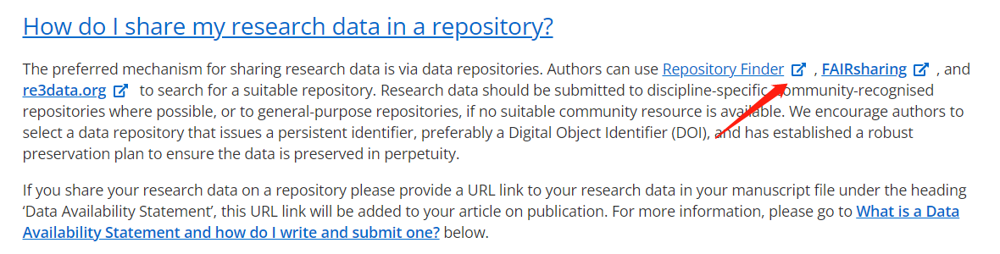 How do I share my research data in a repository?
The preferred mechanism for sharing research data is via data repositories. Authors can use Repository Finder , FAIRsharing , and
re3data.org to search for a suitable repository. Research data should be submitted to discipline-specific, community-recognised
repositories where possible, or to general-purpose repositories, if no suitable community resource is available. We encourage authors to
select a data repository that issues a persistent identifier, preferably a Digital Object Identifier (DOI), and has established a robust
preservation plan to ensure the data is preserved in perpetuity.
If you share your research data on a repository please provide a URL link to your research data in your manuscript file under the heading
‘Data Availability Statement’, this URL link will be added to your article on publication. For more information, please go to What is a Data
Availability Statement and how do I write and submit one? below.